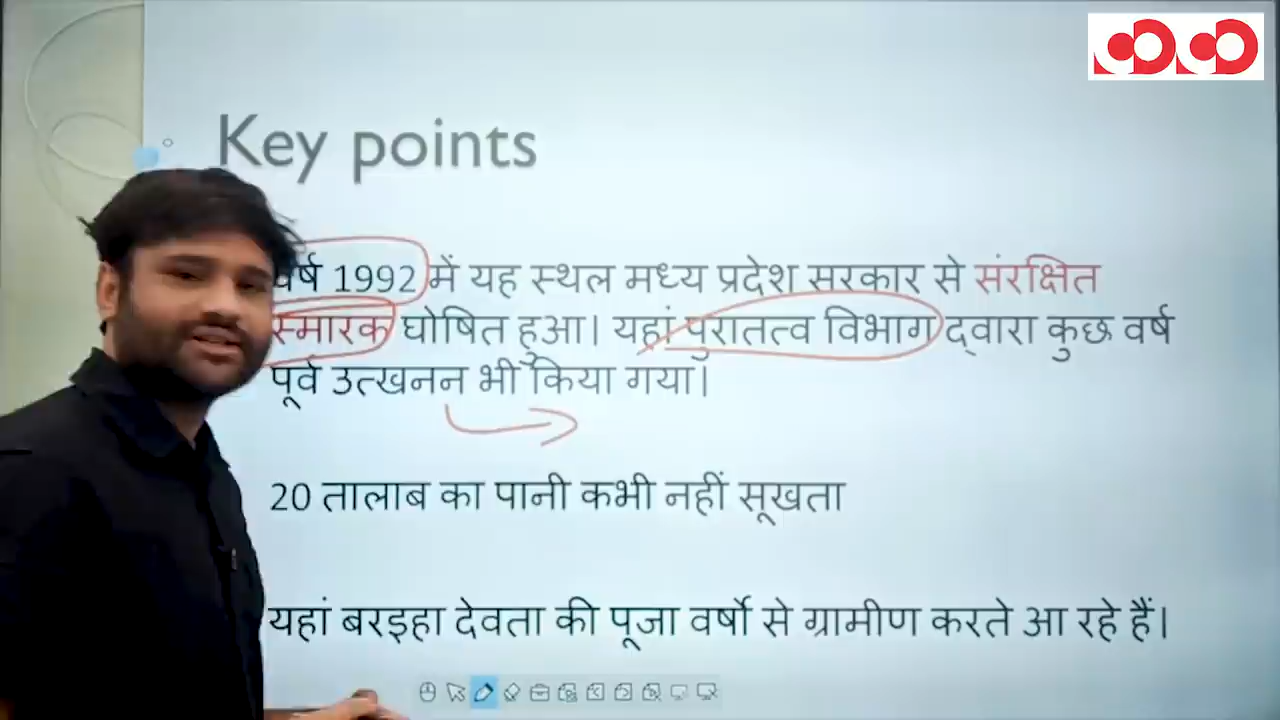 Key points
वर्ष 1992 में यह स्थल मध्य प्रदेश सरकार से संरक्षित
स्मारक घोषित हुआ। यहां पुरातत्व विभाग द्वारा कुछ वर्ष
पूर्व उत्खनन भी किया गया।
20 तालाब का पानी कभी नहीं सूखता
यहां बरइहा देवता की पूजा वर्षो से ग्रामीण करते आ रहे हैं।